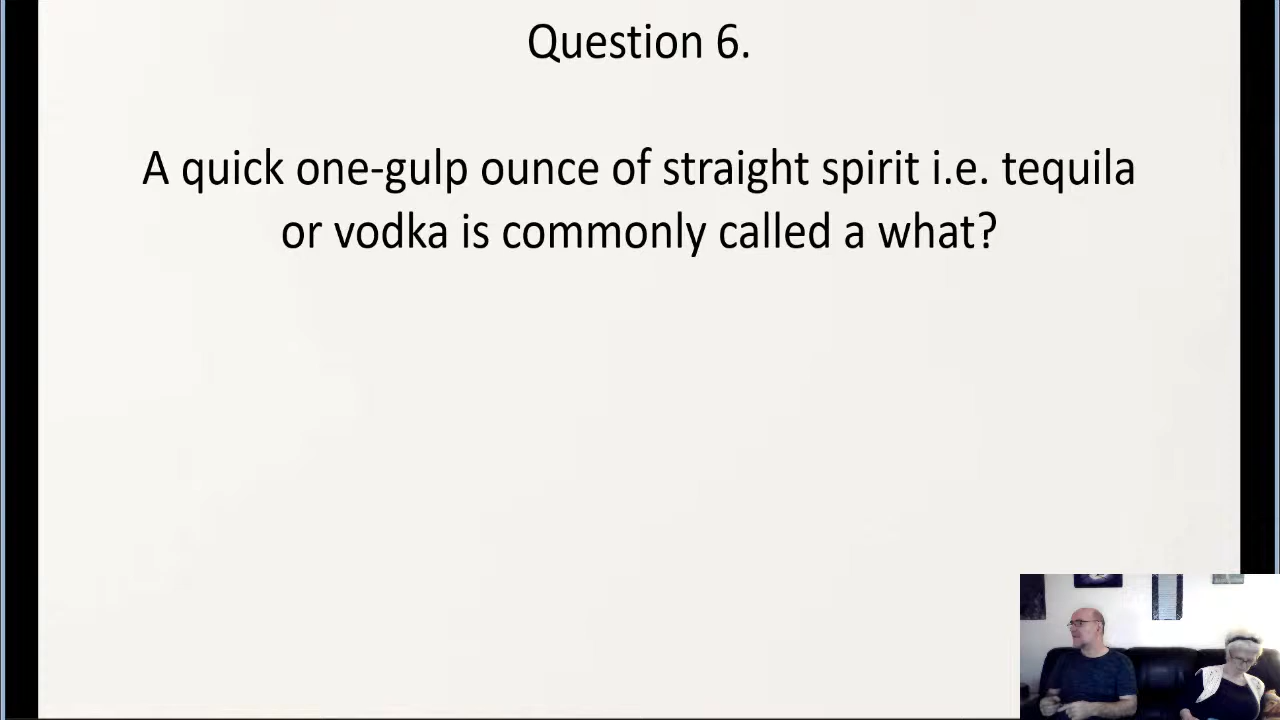 Question 6.
A quick one-gulp ounce of straight spirit i.e. tequila
or vodka is commonly called a what?